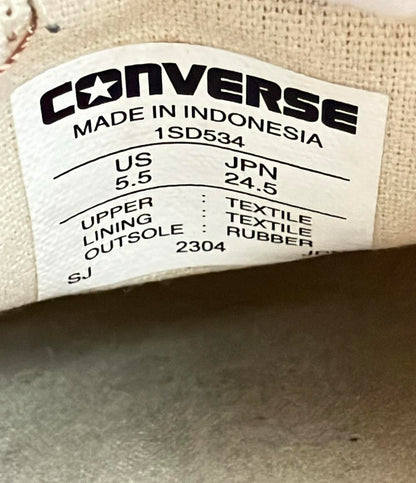 CONVERSE
MADE IN INDONESIA
1SD534
US JPN
5.5 24.5
UPPER : TEXTILE
LINING : TEXTILE
OUTSOLE : RUBBER
2304
SJ